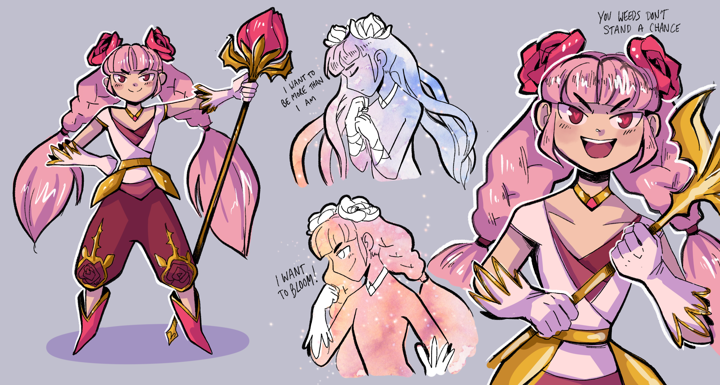 I WANT TO
BE MORE THAN
I AM
I WANT
TO BLOOM!
YOU WEEDS DON'T
STAND A CHANCE